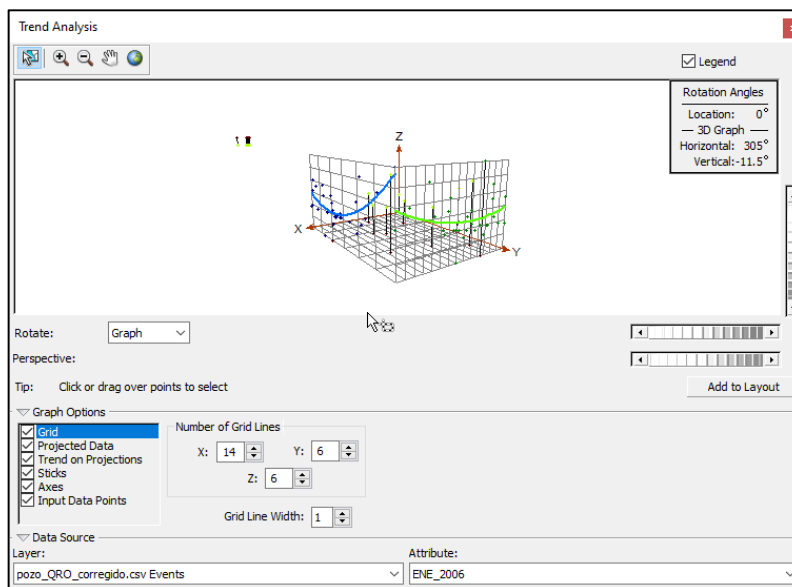 Trend Analysis
Legend
Rotation Angles
Location: 0°
3D Graph
Horizontal: 305°
Vertical:-11.5°
Z
X
Y
Rotate: Graph
Perspective:
Tip: Click or drag over points to select
Add to Layout
Graph Options
Grid
Projected Data
Trend on Projections
Sticks
Axes
Input Data Points
Number of Grid Lines
X: 14 Y: 6
Z: 6
Grid Line Width: 1
Data Source
Layer: Attribute:
pozo_QRO_corregido.csv Events ENE_2006